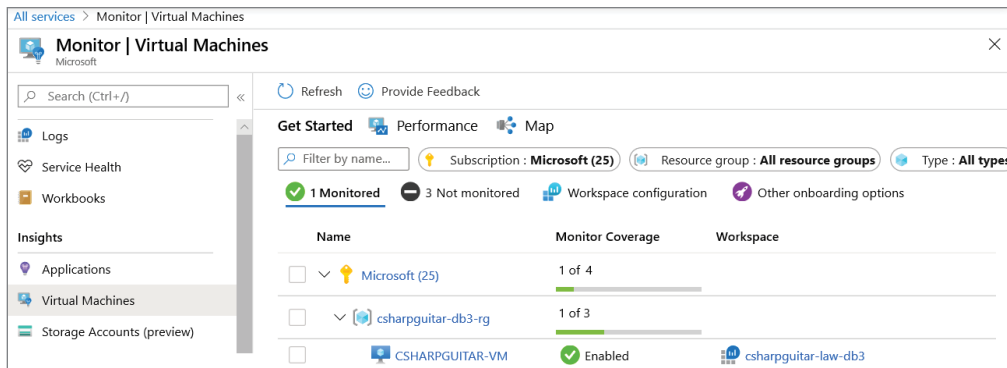 All services > Monitor | Virtual Machines
Monitor | Virtual Machines
Microsoft
Search (Ctrl+/)
Logs
Service Health
Workbooks
Insights
Applications
Virtual Machines
Storage Accounts (preview)
Refresh Provide Feedback
Get Started Performance Map
Filter by name... Subscription : Microsoft (25) Resource group : All resource groups Type : All types
1 Monitored 3 Not monitored Workspace configuration Other onboarding options
Name Monitor Coverage Workspace
Microsoft (25) 1 of 4
csharpguitar-db3-rg 1 of 3
CSHARPGUITAR-VM Enabled csharpguitar-law-db3